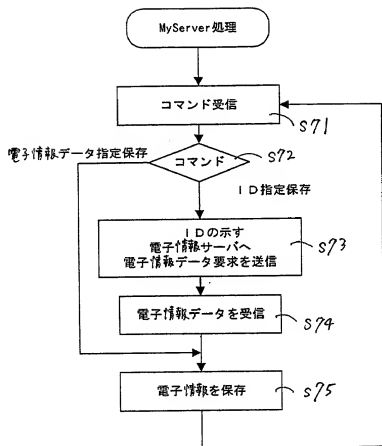 MyServer処理
コマンド受信
S71
電子情報データ指定保存
コマンド
S72
ID指定保存
IDの示す
電子情報サーバへ
電子情報データ要求を送信
S73
電子情報データを受信
S74
電子情報を保存
S75